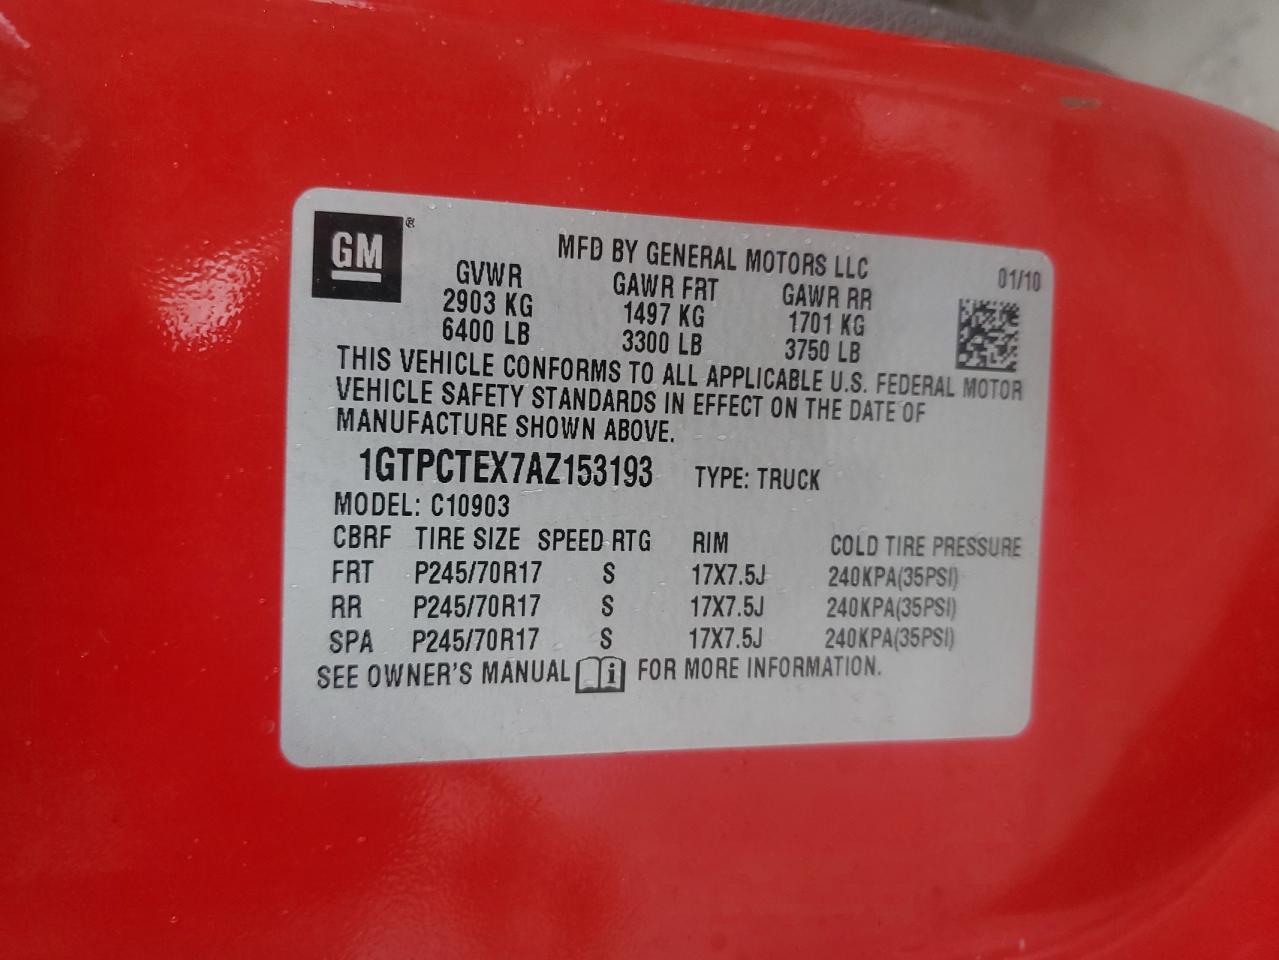 GM®
MFD BY GENERAL MOTORS LLC 01/10
GVWR GAWR FRT GAWR RR
2903 KG 1497 KG 1701 KG
6400 LB 3300 LB 3750 LB
THIS VEHICLE CONFORMS TO ALL APPLICABLE U.S. FEDERAL MOTOR
VEHICLE SAFETY STANDARDS IN EFFECT ON THE DATE OF
MANUFACTURE SHOWN ABOVE.
1GTPCTEX7AZ153193 TYPE: TRUCK
MODEL: C10903
CBRF TIRE SIZE SPEED RTG RIM COLD TIRE PRESSURE
FRT P245/70R17 S 17X7.5J 240KPA(35PSI)
RR P245/70R17 S 17X7.5J 240KPA(35PSI)
SPA P245/70R17 S 17X7.5J 240KPA(35PSI)
SEE OWNER'S MANUAL i FOR MORE INFORMATION.